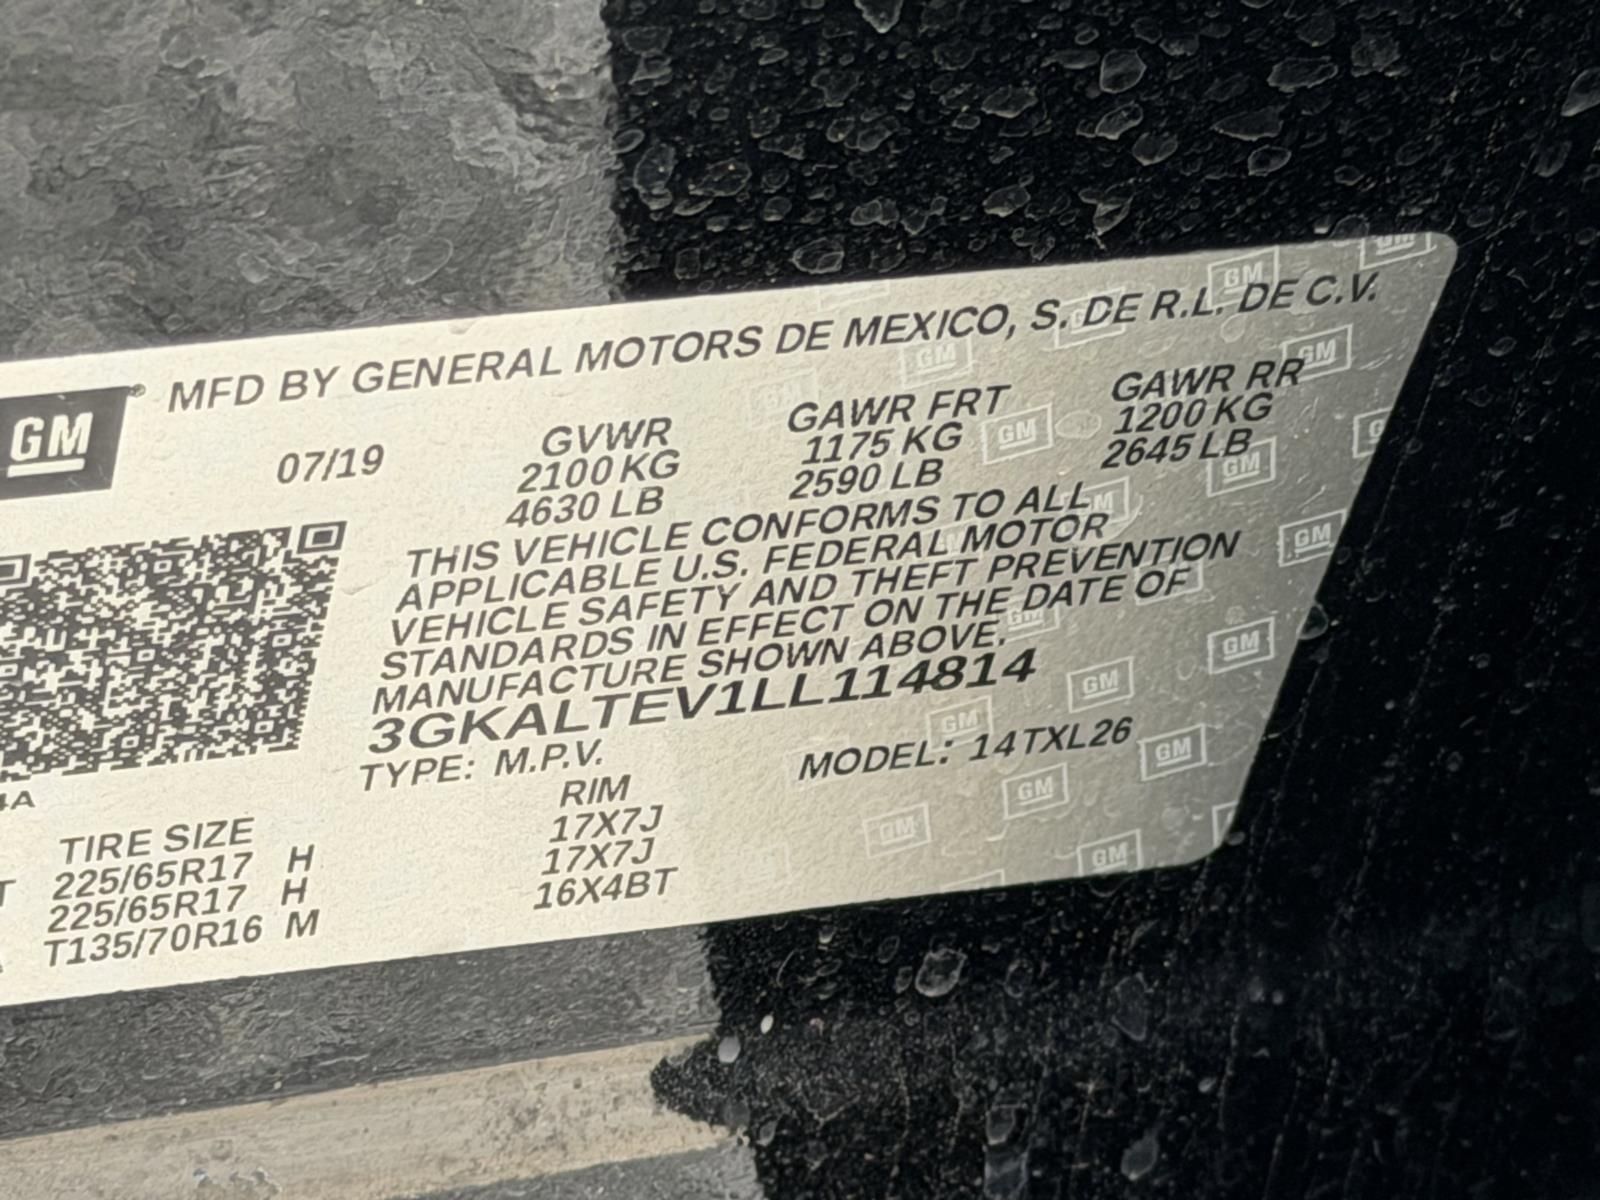 GM® MFD BY GENERAL MOTORS DE MEXICO, S. DE R.L. DE C.V.
07/19
GVWR
2100 KG
4630 LB
GAWR FRT
1175 KG
2590 LB
GAWR RR
1200 KG
2645 LB
THIS VEHICLE CONFORMS TO ALL
APPLICABLE U.S. FEDERAL MOTOR
VEHICLE SAFETY AND THEFT PREVENTION
STANDARDS IN EFFECT ON THE DATE OF
MANUFACTURE SHOWN ABOVE.
3GKALTEV1LL114814
TYPE: M.P.V. MODEL: 14TXL26
TIRE SIZE RIM
225/65R17 H 17X7J
225/65R17 H 17X7J
T135/70R16 M 16X4BT